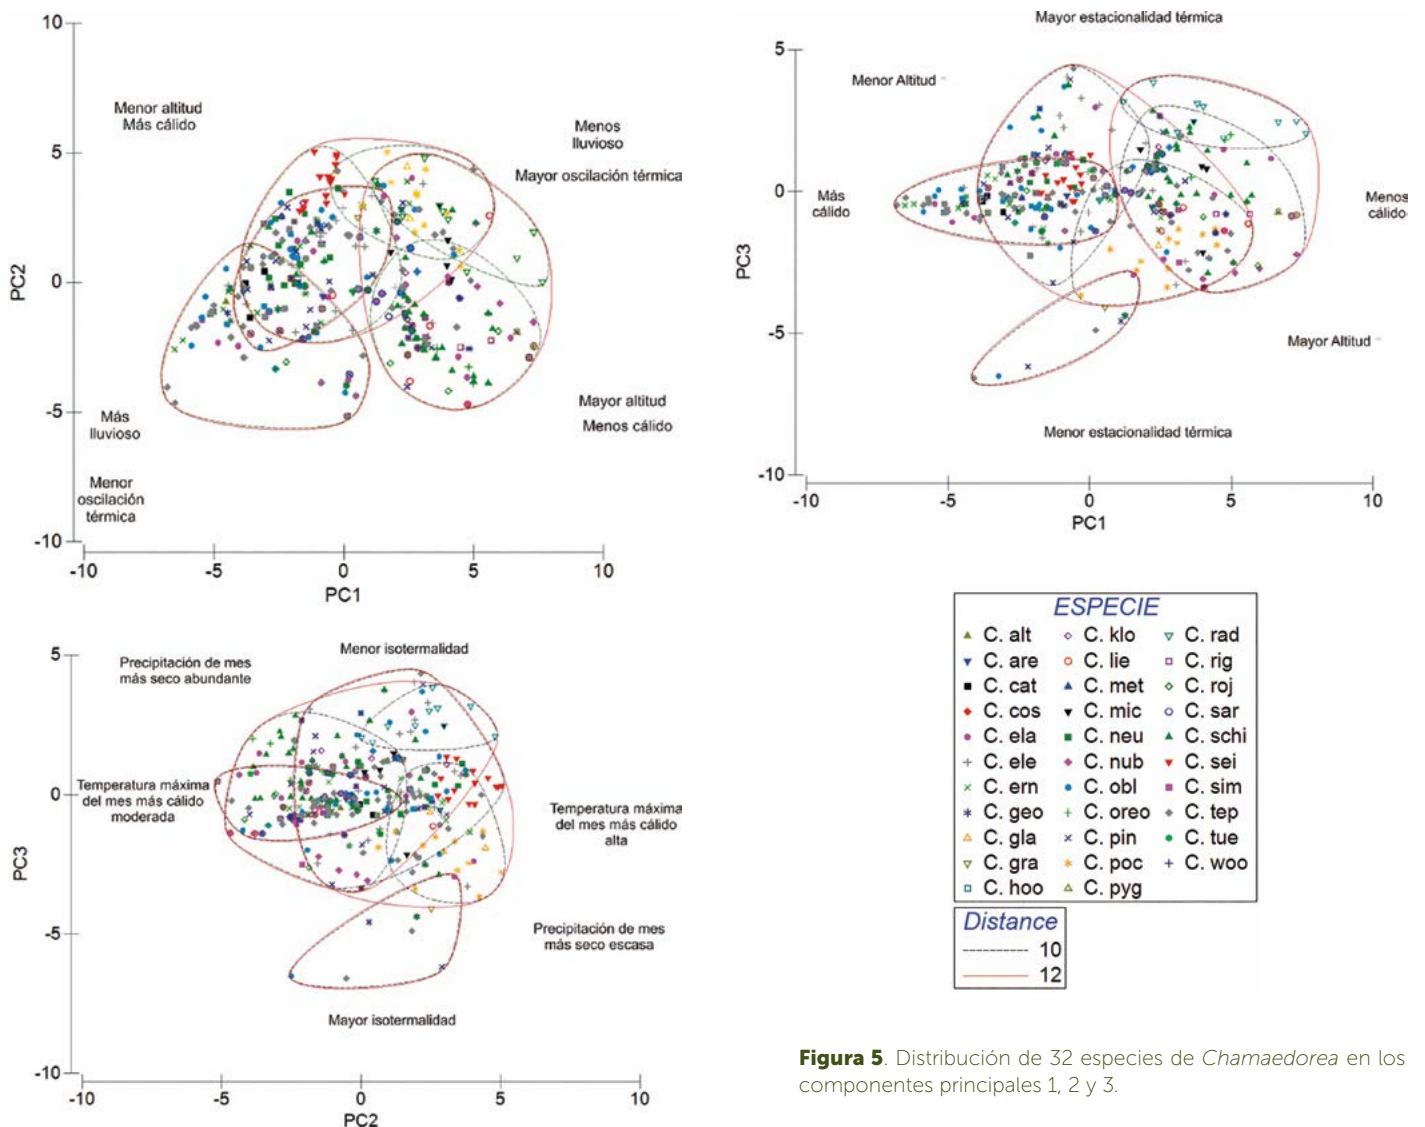 10
5
0
-5
-10
PC2
Menor altitud
Más cálido
Menos
lluvioso
Mayor oscilación térmica
Más
lluvioso
Mayor altitud
Menos cálido
Menor
oscilación
térmica
-10
-5
0
5
10
PC1
Mayor estacionalidad térmica
5
0
-5
-10
PC3
Menor Altitud
Más
cálido
Menos
cálido
Mayor Altitud
Menor estacionalidad térmica
-10
-5
0
5
10
PC1
Menor isotermalidad
5
0
-5
-10
PC3
Precipitación de mes
más seco abundante
Temperatura máxima
del mes más cálido
moderada
Temperatura máxima
del mes más cálido
alta
Precipitación de mes
más seco escasa
Mayor isotermalidad
-10
-5
0
5
10
PC2
ESPECIE
C. alt C. klo C. rad
C. are C. lie C. rig
C. cat C. met C. roj
C. cos C. mic C. sar
C. ela C. neu C. schi
C. ele C. nub C. sei
C. ern C. obl C. sim
C. geo C. oreo C. tep
C. gla C. pin C. tue
C. gra C. poc C. woo
C. hoo C. pyg
Distance
10
12
Figura 5. Distribución de 32 especies de Chamaedorea en los
componentes principales 1, 2 y 3.